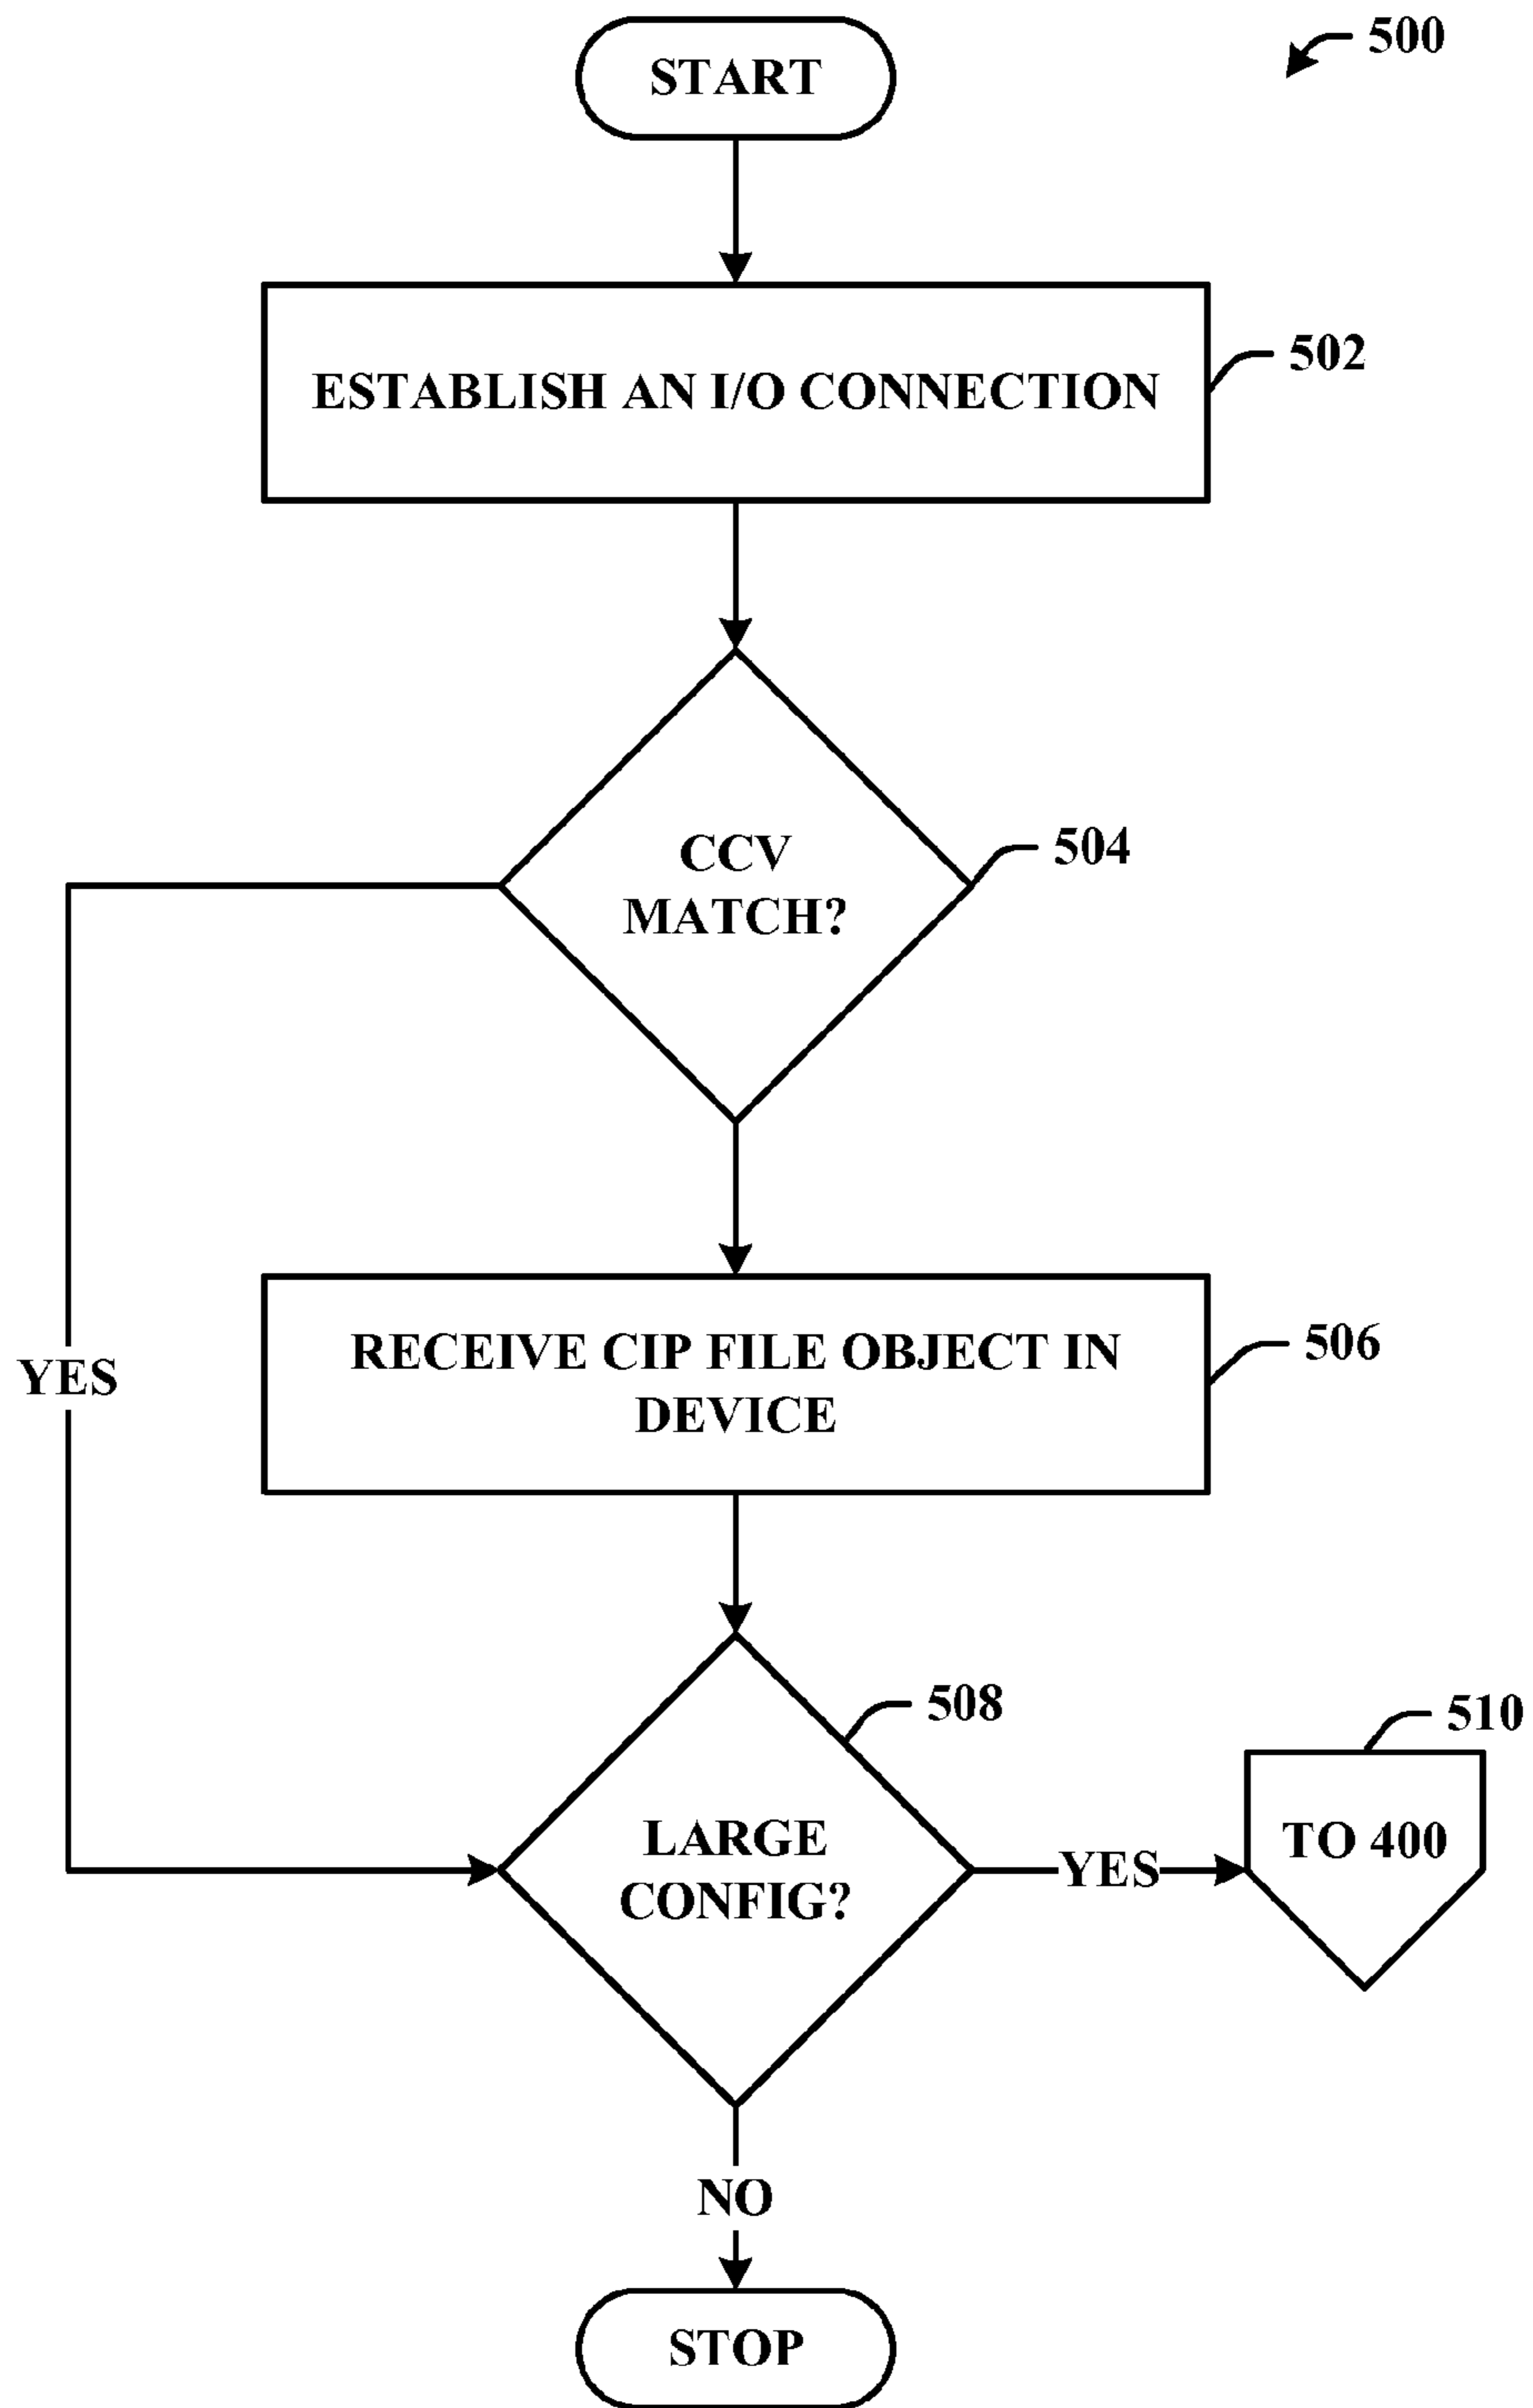 START
500
ESTABLISH AN I/O CONNECTION
502
CCV
MATCH?
504
YES
RECEIVE CIP FILE OBJECT IN
DEVICE
506
LARGE
CONFIG?
508
YES
TO 400
510
NO
STOP